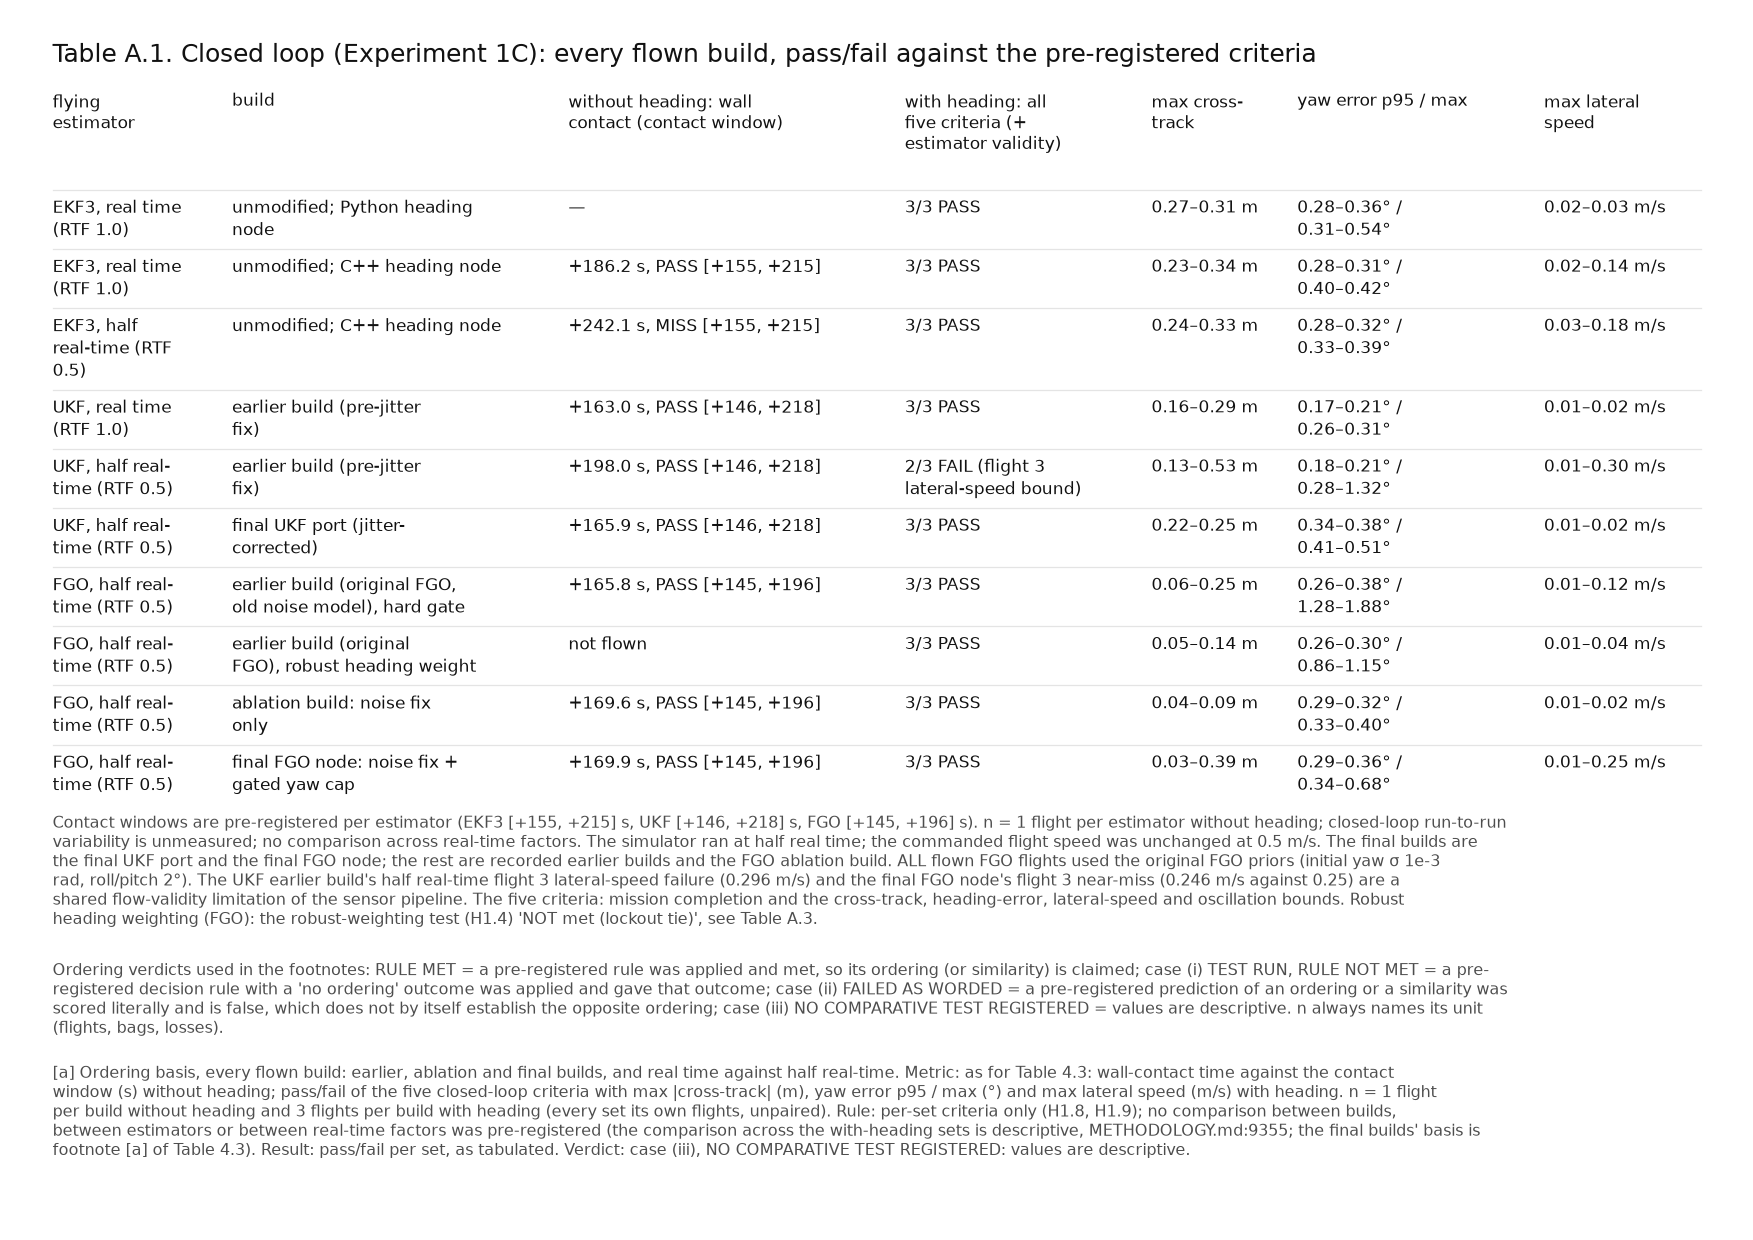 Table A.1. Closed loop (Experiment 1C): every flown build, pass/fail against the pre-registered criteria
flying estimator | build | without heading: wall contact (contact window) | with heading: all five criteria (+ estimator validity) | max cross-track | yaw error p95 / max | max lateral speed
EKF3, real time (RTF 1.0) | unmodified; Python heading node | — | 3/3 PASS | 0.27–0.31 m | 0.28–0.36° / 0.31–0.54° | 0.02–0.03 m/s
EKF3, real time (RTF 1.0) | unmodified; C++ heading node | +186.2 s, PASS [+155, +215] | 3/3 PASS | 0.23–0.34 m | 0.28–0.31° / 0.40–0.42° | 0.02–0.14 m/s
EKF3, half real-time (RTF 0.5) | unmodified; C++ heading node | +242.1 s, MISS [+155, +215] | 3/3 PASS | 0.24–0.33 m | 0.28–0.32° / 0.33–0.39° | 0.03–0.18 m/s
UKF, real time (RTF 1.0) | earlier build (pre-jitter fix) | +163.0 s, PASS [+146, +218] | 3/3 PASS | 0.16–0.29 m | 0.17–0.21° / 0.26–0.31° | 0.01–0.02 m/s
UKF, half real-time (RTF 0.5) | earlier build (pre-jitter fix) | +198.0 s, PASS [+146, +218] | 2/3 FAIL (flight 3 lateral-speed bound) | 0.13–0.53 m | 0.18–0.21° / 0.28–1.32° | 0.01–0.30 m/s
UKF, half real-time (RTF 0.5) | final UKF port (jitter-corrected) | +165.9 s, PASS [+146, +218] | 3/3 PASS | 0.22–0.25 m | 0.34–0.38° / 0.41–0.51° | 0.01–0.02 m/s
FGO, half real-time (RTF 0.5) | earlier build (original FGO, old noise model), hard gate | +165.8 s, PASS [+145, +196] | 3/3 PASS | 0.06–0.25 m | 0.26–0.38° / 1.28–1.88° | 0.01–0.12 m/s
FGO, half real-time (RTF 0.5) | earlier build (original FGO), robust heading weight | not flown | 3/3 PASS | 0.05–0.14 m | 0.26–0.30° / 0.86–1.15° | 0.01–0.04 m/s
FGO, half real-time (RTF 0.5) | ablation build: noise fix only | +169.6 s, PASS [+145, +196] | 3/3 PASS | 0.04–0.09 m | 0.29–0.32° / 0.33–0.40° | 0.01–0.02 m/s
FGO, half real-time (RTF 0.5) | final FGO node: noise fix + gated yaw cap | +169.9 s, PASS [+145, +196] | 3/3 PASS | 0.03–0.39 m | 0.29–0.36° / 0.34–0.68° | 0.01–0.25 m/s
Contact windows are pre-registered per estimator (EKF3 [+155, +215] s, UKF [+146, +218] s, FGO [+145, +196] s). n = 1 flight per estimator without heading; closed-loop run-to-run
variability is unmeasured; no comparison across real-time factors. The simulator ran at half real time; the commanded flight speed was unchanged at 0.5 m/s. The final builds are
the final UKF port and the final FGO node; the rest are recorded earlier builds and the FGO ablation build. ALL flown FGO flights used the original FGO priors (initial yaw σ 1e-3
rad, roll/pitch 2°). The UKF earlier build's half real-time flight 3 lateral-speed failure (0.296 m/s) and the final FGO node's flight 3 near-miss (0.246 m/s against 0.25) are a
shared flow-validity limitation of the sensor pipeline. The five criteria: mission completion and the cross-track, heading-error, lateral-speed and oscillation bounds. Robust
heading weighting (FGO): the robust-weighting test (H1.4) 'NOT met (lockout tie)', see Table A.3.
Ordering verdicts used in the footnotes: RULE MET = a pre-registered rule was applied and met, so its ordering (or similarity) is claimed; case (i) TEST RUN, RULE NOT MET = a pre-
registered decision rule with a 'no ordering' outcome was applied and gave that outcome; case (ii) FAILED AS WORDED = a pre-registered prediction of an ordering or a similarity was
scored literally and is false, which does not by itself establish the opposite ordering; case (iii) NO COMPARATIVE TEST REGISTERED = values are descriptive. n always names its unit
(flights, bags, losses).
[a] Ordering basis, every flown build: earlier, ablation and final builds, and real time against half real-time. Metric: as for Table 4.3: wall-contact time against the contact
window (s) without heading; pass/fail of the five closed-loop criteria with max |cross-track| (m), yaw error p95 / max (°) and max lateral speed (m/s) with heading. n = 1 flight
per build without heading and 3 flights per build with heading (every set its own flights, unpaired). Rule: per-set criteria only (H1.8, H1.9); no comparison between builds,
between estimators or between real-time factors was pre-registered (the comparison across the with-heading sets is descriptive, METHODOLOGY.md:9355; the final builds' basis is
footnote [a] of Table 4.3). Result: pass/fail per set, as tabulated. Verdict: case (iii), NO COMPARATIVE TEST REGISTERED: values are descriptive.